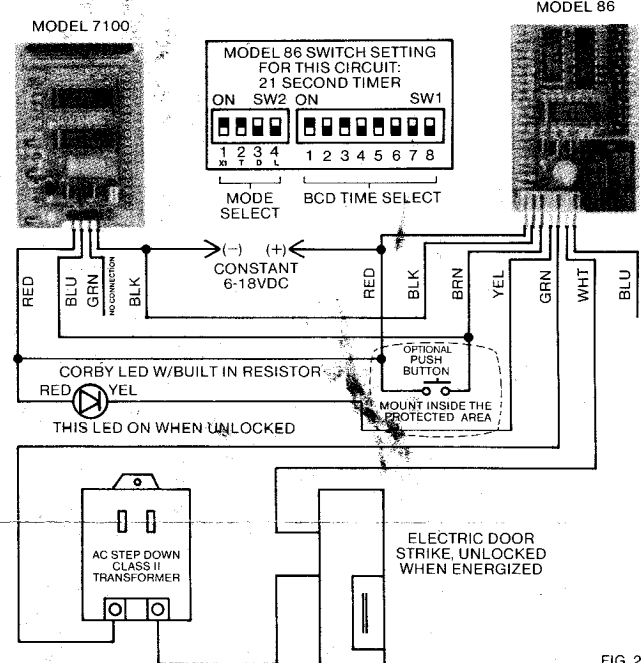 MODEL 86
MODEL 7100
MODEL 86 SWITCH SETTING
FOR THIS CIRCUIT:
21 SECOND TIMER
ON SW2 ON SW1
1 2 3 4 1 2 3 4 5 6 7 8
X1 T D L
MODE
SELECT
BCD TIME SELECT
(-) (+)
CONSTANT
6-18VDC
RED
BLU
GRN
NO CONNECTION
BLK
RED
BLK
BRN
YEL
GRN
WHT
BLU
OPTIONAL
PUSH
BUTTON
MOUNT INSIDE THE
PROTECTED AREA
CORBY LED W/BUILT IN RESISTOR
RED YEL
THIS LED ON WHEN UNLOCKED
AC STEP DOWN
CLASS II
TRANSFORMER
ELECTRIC DOOR
STRIKE, UNLOCKED
WHEN ENERGIZED
FIG. 2